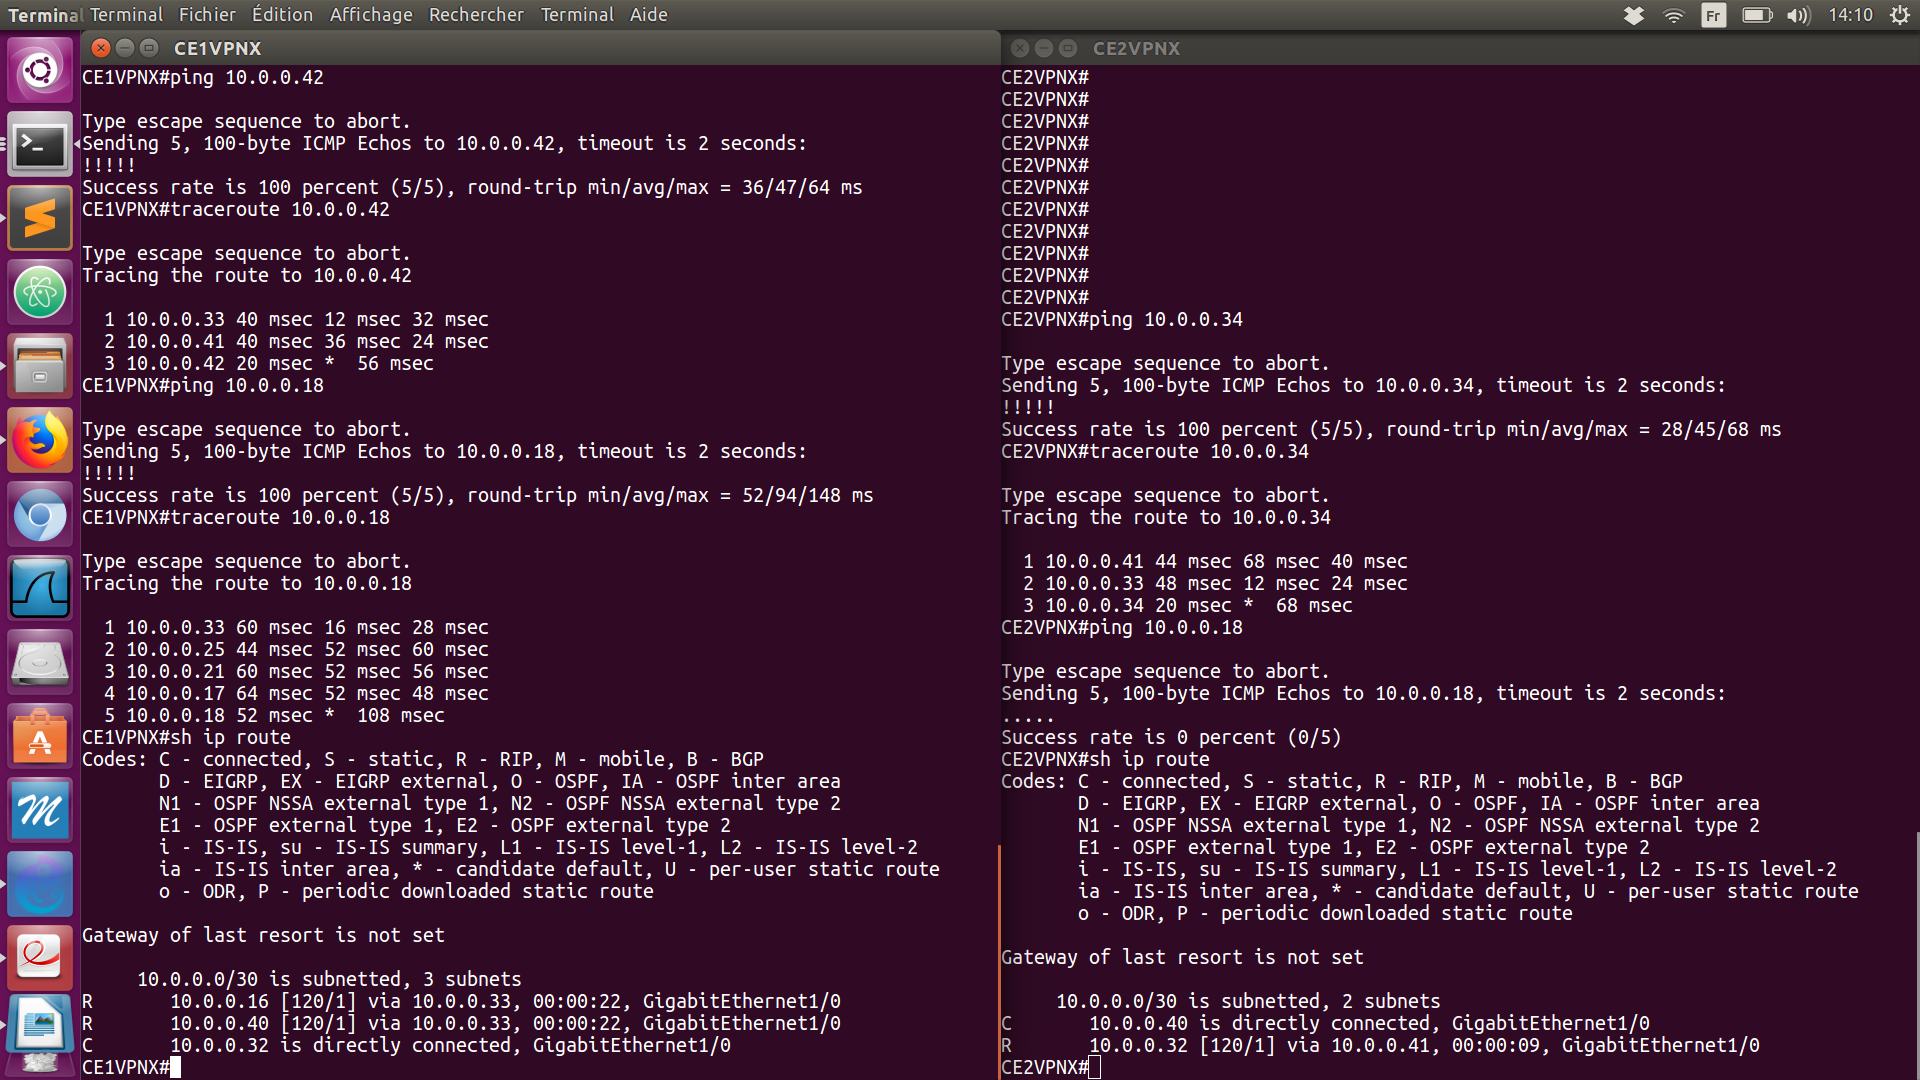 Terminal Terminal Fichier Édition Affichage Rechercher Terminal Aide Fr 14:10
CE1VPNX
CE1VPNX#ping 10.0.0.42

Type escape sequence to abort.
Sending 5, 100-byte ICMP Echos to 10.0.0.42, timeout is 2 seconds:
!!!!!
Success rate is 100 percent (5/5), round-trip min/avg/max = 36/47/64 ms
CE1VPNX#traceroute 10.0.0.42

Type escape sequence to abort.
Tracing the route to 10.0.0.42

  1 10.0.0.33 40 msec 12 msec 32 msec
  2 10.0.0.41 40 msec 36 msec 24 msec
  3 10.0.0.42 20 msec *  56 msec
CE1VPNX#ping 10.0.0.18

Type escape sequence to abort.
Sending 5, 100-byte ICMP Echos to 10.0.0.18, timeout is 2 seconds:
!!!!!
Success rate is 100 percent (5/5), round-trip min/avg/max = 52/94/148 ms
CE1VPNX#traceroute 10.0.0.18

Type escape sequence to abort.
Tracing the route to 10.0.0.18

  1 10.0.0.33 60 msec 16 msec 28 msec
  2 10.0.0.25 44 msec 52 msec 60 msec
  3 10.0.0.21 60 msec 52 msec 56 msec
  4 10.0.0.17 64 msec 52 msec 48 msec
  5 10.0.0.18 52 msec *  108 msec
CE1VPNX#sh ip route
Codes: C - connected, S - static, R - RIP, M - mobile, B - BGP
       D - EIGRP, EX - EIGRP external, O - OSPF, IA - OSPF inter area
       N1 - OSPF NSSA external type 1, N2 - OSPF NSSA external type 2
       E1 - OSPF external type 1, E2 - OSPF external type 2
       i - IS-IS, su - IS-IS summary, L1 - IS-IS level-1, L2 - IS-IS level-2
       ia - IS-IS inter area, * - candidate default, U - per-user static route
       o - ODR, P - periodic downloaded static route

Gateway of last resort is not set

     10.0.0.0/30 is subnetted, 3 subnets
R       10.0.0.16 [120/1] via 10.0.0.33, 00:00:22, GigabitEthernet1/0
R       10.0.0.40 [120/1] via 10.0.0.33, 00:00:22, GigabitEthernet1/0
C       10.0.0.32 is directly connected, GigabitEthernet1/0
CE1VPNX#
CE2VPNX
CE2VPNX#
CE2VPNX#
CE2VPNX#
CE2VPNX#
CE2VPNX#
CE2VPNX#
CE2VPNX#
CE2VPNX#
CE2VPNX#
CE2VPNX#
CE2VPNX#
CE2VPNX#ping 10.0.0.34

Type escape sequence to abort.
Sending 5, 100-byte ICMP Echos to 10.0.0.34, timeout is 2 seconds:
!!!!!
Success rate is 100 percent (5/5), round-trip min/avg/max = 28/45/68 ms
CE2VPNX#traceroute 10.0.0.34

Type escape sequence to abort.
Tracing the route to 10.0.0.34

  1 10.0.0.41 44 msec 68 msec 40 msec
  2 10.0.0.33 48 msec 12 msec 24 msec
  3 10.0.0.34 20 msec *  68 msec
CE2VPNX#ping 10.0.0.18

Type escape sequence to abort.
Sending 5, 100-byte ICMP Echos to 10.0.0.18, timeout is 2 seconds:
.....
Success rate is 0 percent (0/5)
CE2VPNX#sh ip route
Codes: C - connected, S - static, R - RIP, M - mobile, B - BGP
       D - EIGRP, EX - EIGRP external, O - OSPF, IA - OSPF inter area
       N1 - OSPF NSSA external type 1, N2 - OSPF NSSA external type 2
       E1 - OSPF external type 1, E2 - OSPF external type 2
       i - IS-IS, su - IS-IS summary, L1 - IS-IS level-1, L2 - IS-IS level-2
       ia - IS-IS inter area, * - candidate default, U - per-user static route
       o - ODR, P - periodic downloaded static route

Gateway of last resort is not set

     10.0.0.0/30 is subnetted, 2 subnets
C       10.0.0.40 is directly connected, GigabitEthernet1/0
R       10.0.0.32 [120/1] via 10.0.0.41, 00:00:09, GigabitEthernet1/0
CE2VPNX#